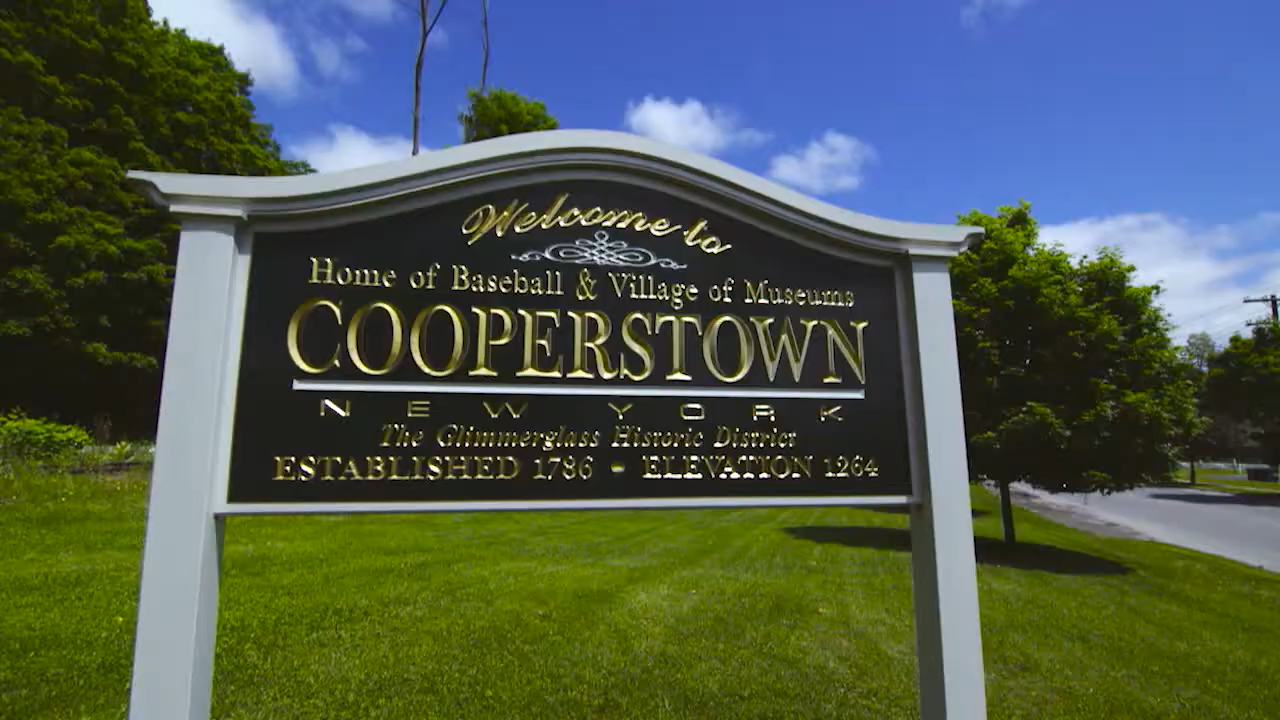 Welcome to
Home of Baseball & Village of Museums
COOPERSTOWN
NEW YORK
The Glimmerglass Historic District
ESTABLISHED 1786 - ELEVATION 1264